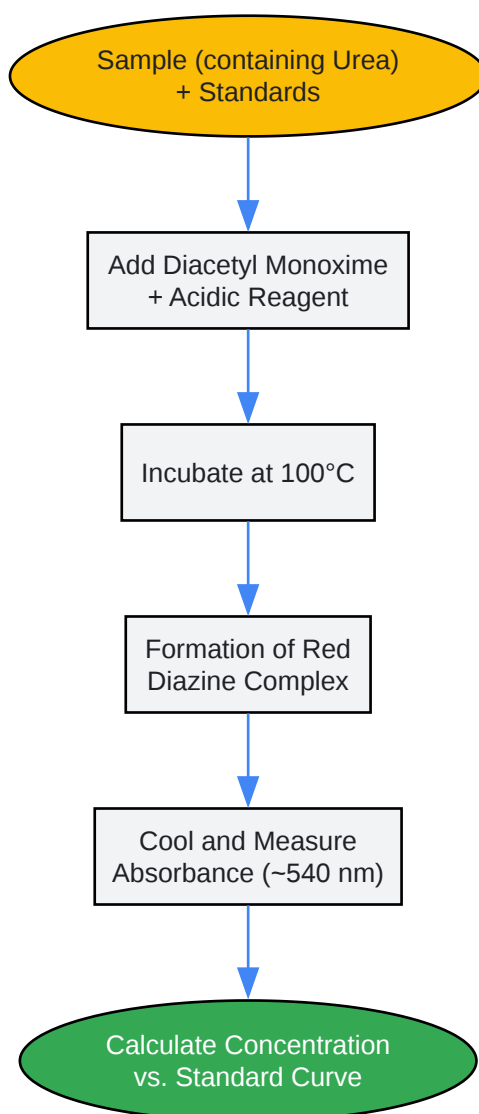 Sample (containing Urea)
+ Standards
Add Diacetyl Monoxime
+ Acidic Reagent
Incubate at 100°C
Formation of Red
Diazine Complex
Cool and Measure
Absorbance (~540 nm)
Calculate Concentration
vs. Standard Curve